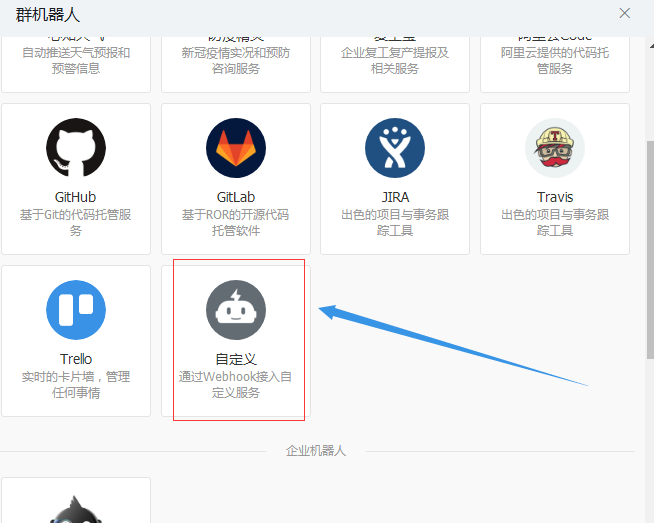 群机器人
自动推送天气预报和
预警信息
新冠疫情实况和预防
咨询服务
企业复工复产提报及
相关服务
阿里云提供的代码托
管服务
GitHub
基于Git的代码托管服
务
GitLab
基于ROR的开源代码
托管软件
JIRA
出色的项目与事务跟
踪工具
Travis
出色的项目与事务跟
踪工具
Trello
实时的卡片墙，管理
任何事情
自定义
通过Webhook接入自
定义服务
企业机器人